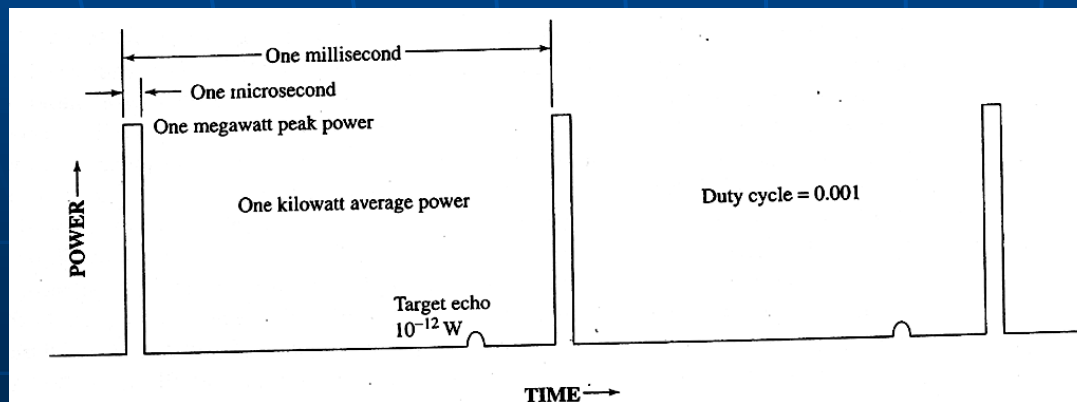 One millisecond
One microsecond
One megawatt peak power
POWER
One kilowatt average power
Duty cycle = 0.001
Target echo
10⁻¹² W
TIME